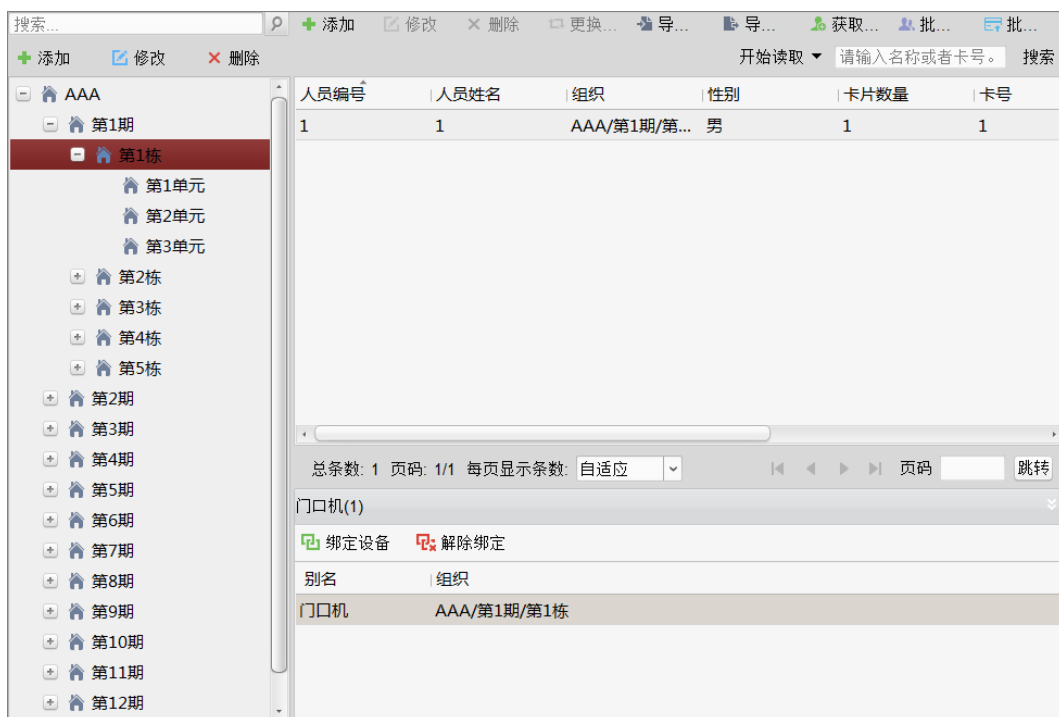 搜索...
添加 修改 删除
AAA
第1期
第1栋
第1单元
第2单元
第3单元
第2栋
第3栋
第4栋
第5栋
第2期
第3期
第4期
第5期
第6期
第7期
第8期
第9期
第10期
第11期
第12期
添加 修改 删除 更换... 导... 导... 获取... 批... 批...
开始读取 请输入名称或者卡号。 搜索
人员编号 人员姓名 组织 性别 卡片数量 卡号
1 1 AAA/第1期/第... 男 1 1
总条数: 1 页码: 1/1 每页显示条数: 自适应 页码 跳转
门口机(1)
绑定设备 解除绑定
别名 组织
门口机 AAA/第1期/第1栋